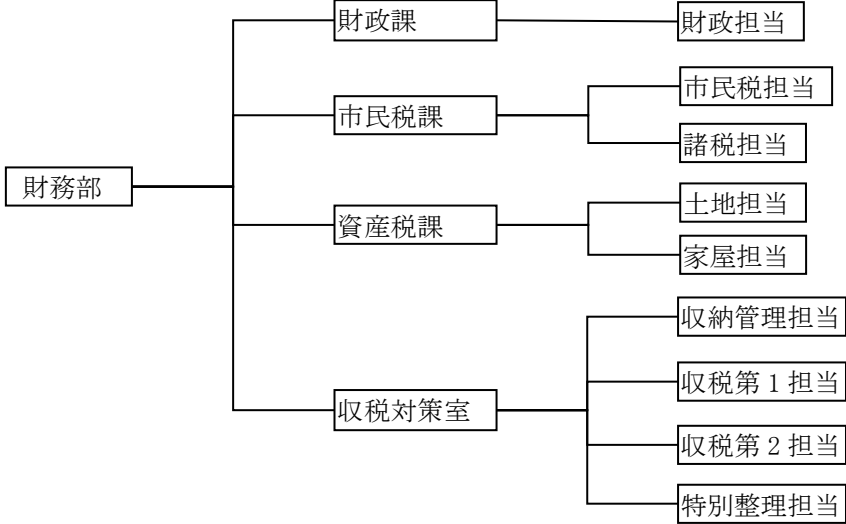 財務部
財政課
財政担当
市民税課
市民税担当
諸税担当
資産税課
土地担当
家屋担当
収税対策室
収納管理担当
収税第１担当
収税第２担当
特別整理担当